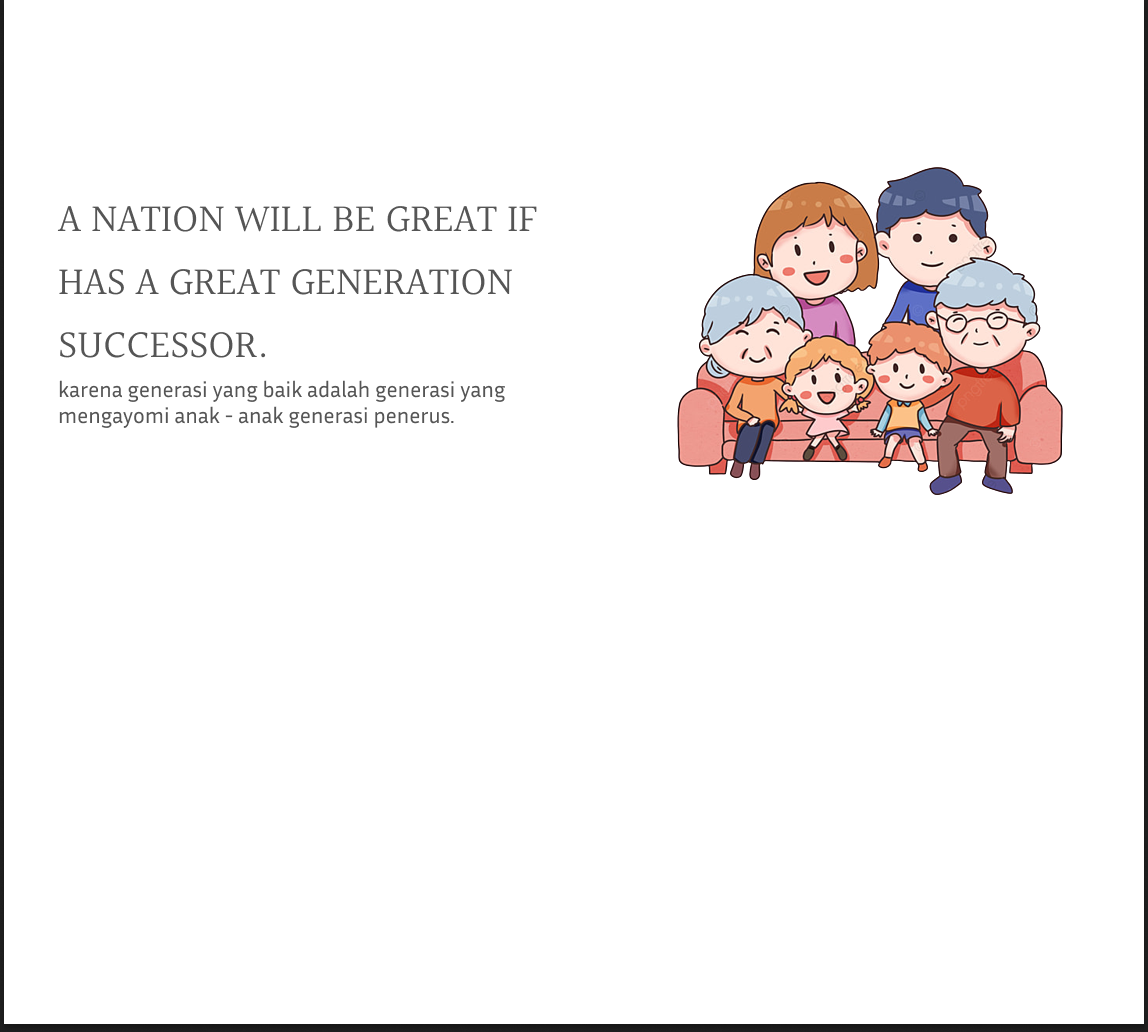 A NATION WILL BE GREAT IF
HAS A GREAT GENERATION
SUCCESSOR.
karena generasi yang baik adalah generasi yang
mengayomi anak - anak generasi penerus.